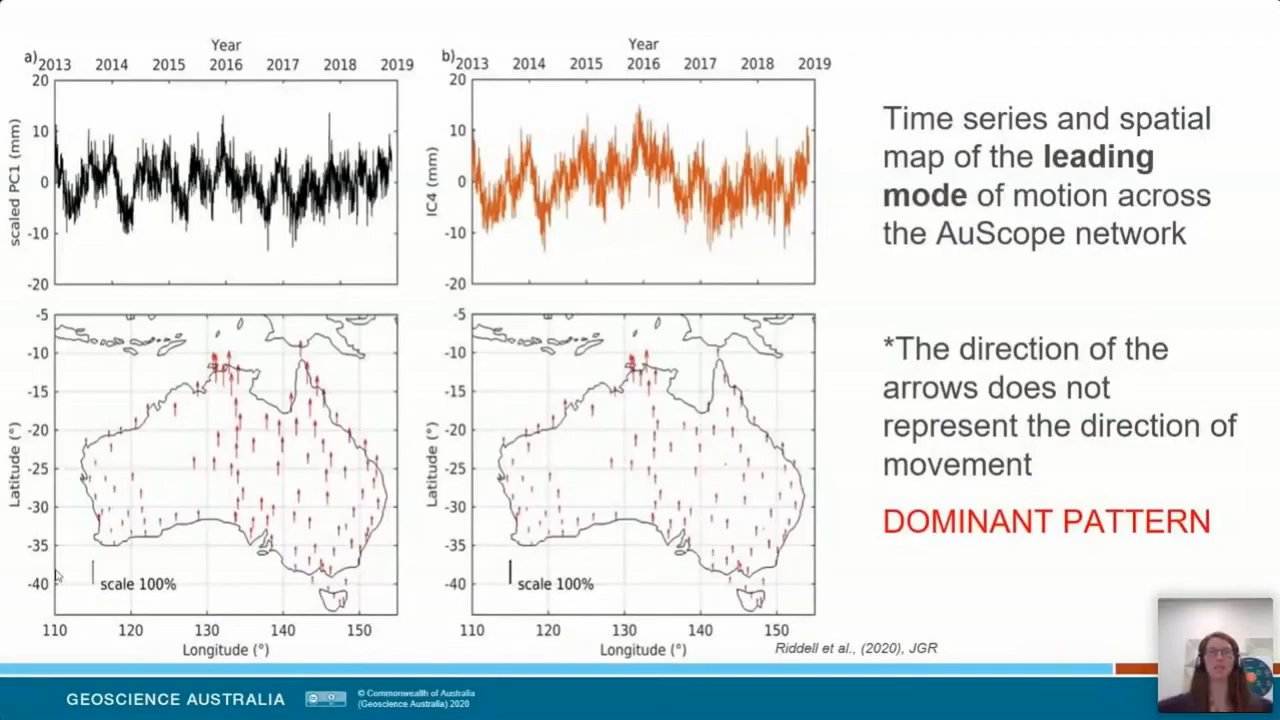 a)
Year
2013 2014 2015 2016 2017 2018 2019
20
10
0
-10
-20
scaled PC1 (mm)
b)
Year
2013 2014 2015 2016 2017 2018 2019
20
10
0
-10
-20
IC4 (mm)
-5
-10
-15
-20
-25
-30
-35
-40
Latitude (°)
scale 100%
110 120 130 140 150
Longitude (°)
-5
-10
-15
-20
-25
-30
-35
-40
Latitude (°)
scale 100%
110 120 130 140 150
Longitude (°)
Time series and spatial
map of the leading
mode of motion across
the AuScope network
*The direction of the
arrows does not
represent the direction of
movement
DOMINANT PATTERN
Riddell et al., (2020), JGR
GEOSCIENCE AUSTRALIA
© Commonwealth of Australia
(Geoscience Australia) 2020